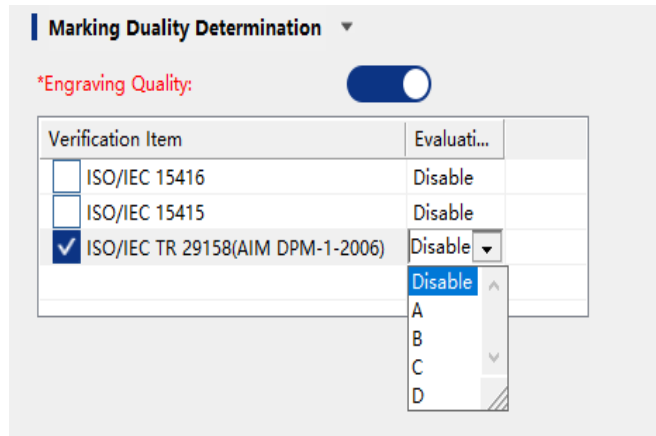 Marking Duality Determination
*Engraving Quality:
Verification Item Evaluati...
ISO/IEC 15416 Disable
ISO/IEC 15415 Disable
ISO/IEC TR 29158(AIM DPM-1-2006) Disable
Disable
A
B
C
D